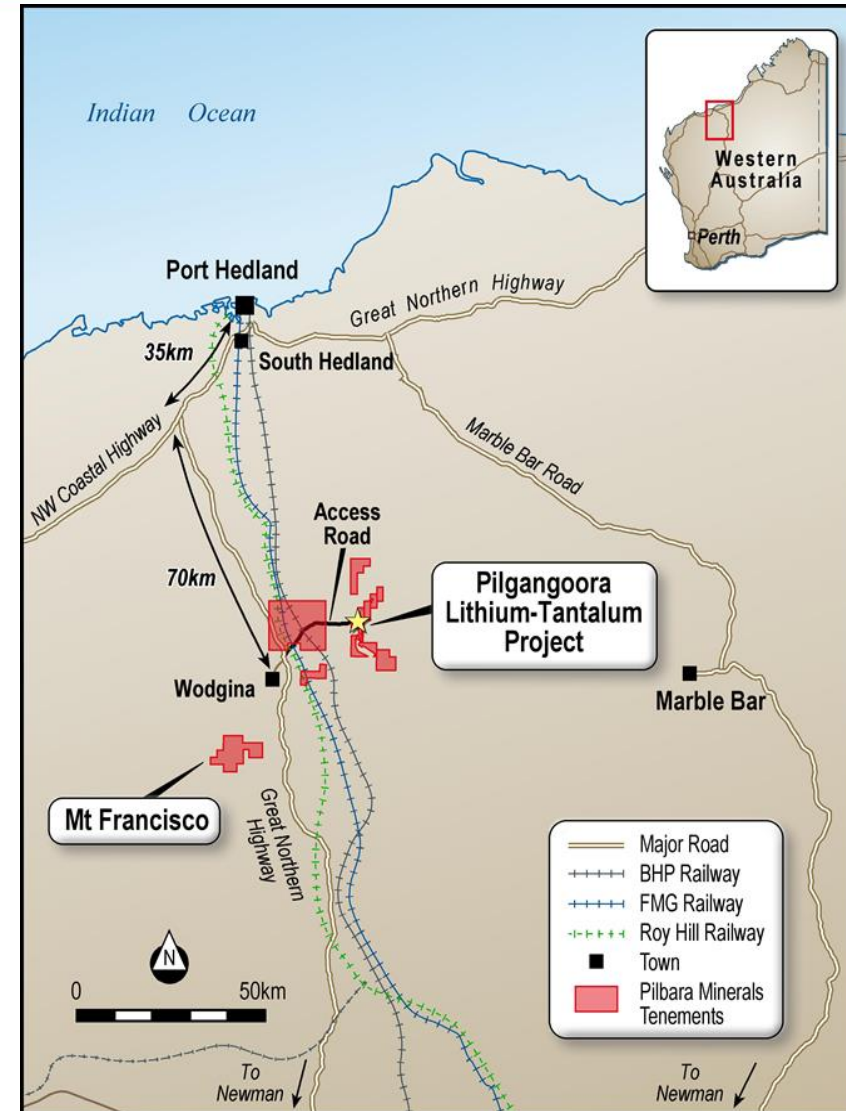 Indian Ocean
Western
Australia
Perth
Port Hedland
Great Northern Highway
35km
South Hedland
NW Coastal Highway
Marble Bar Road
Access
Road
70km
Pilgangoora
Lithium-Tantalum
Project
Wodgina
Marble Bar
Mt Francisco
Great Northern
Highway
Major Road
BHP Railway
FMG Railway
Roy Hill Railway
Town
Pilbara Minerals
Tenements
N
0 50km
To
Newman
To
Newman